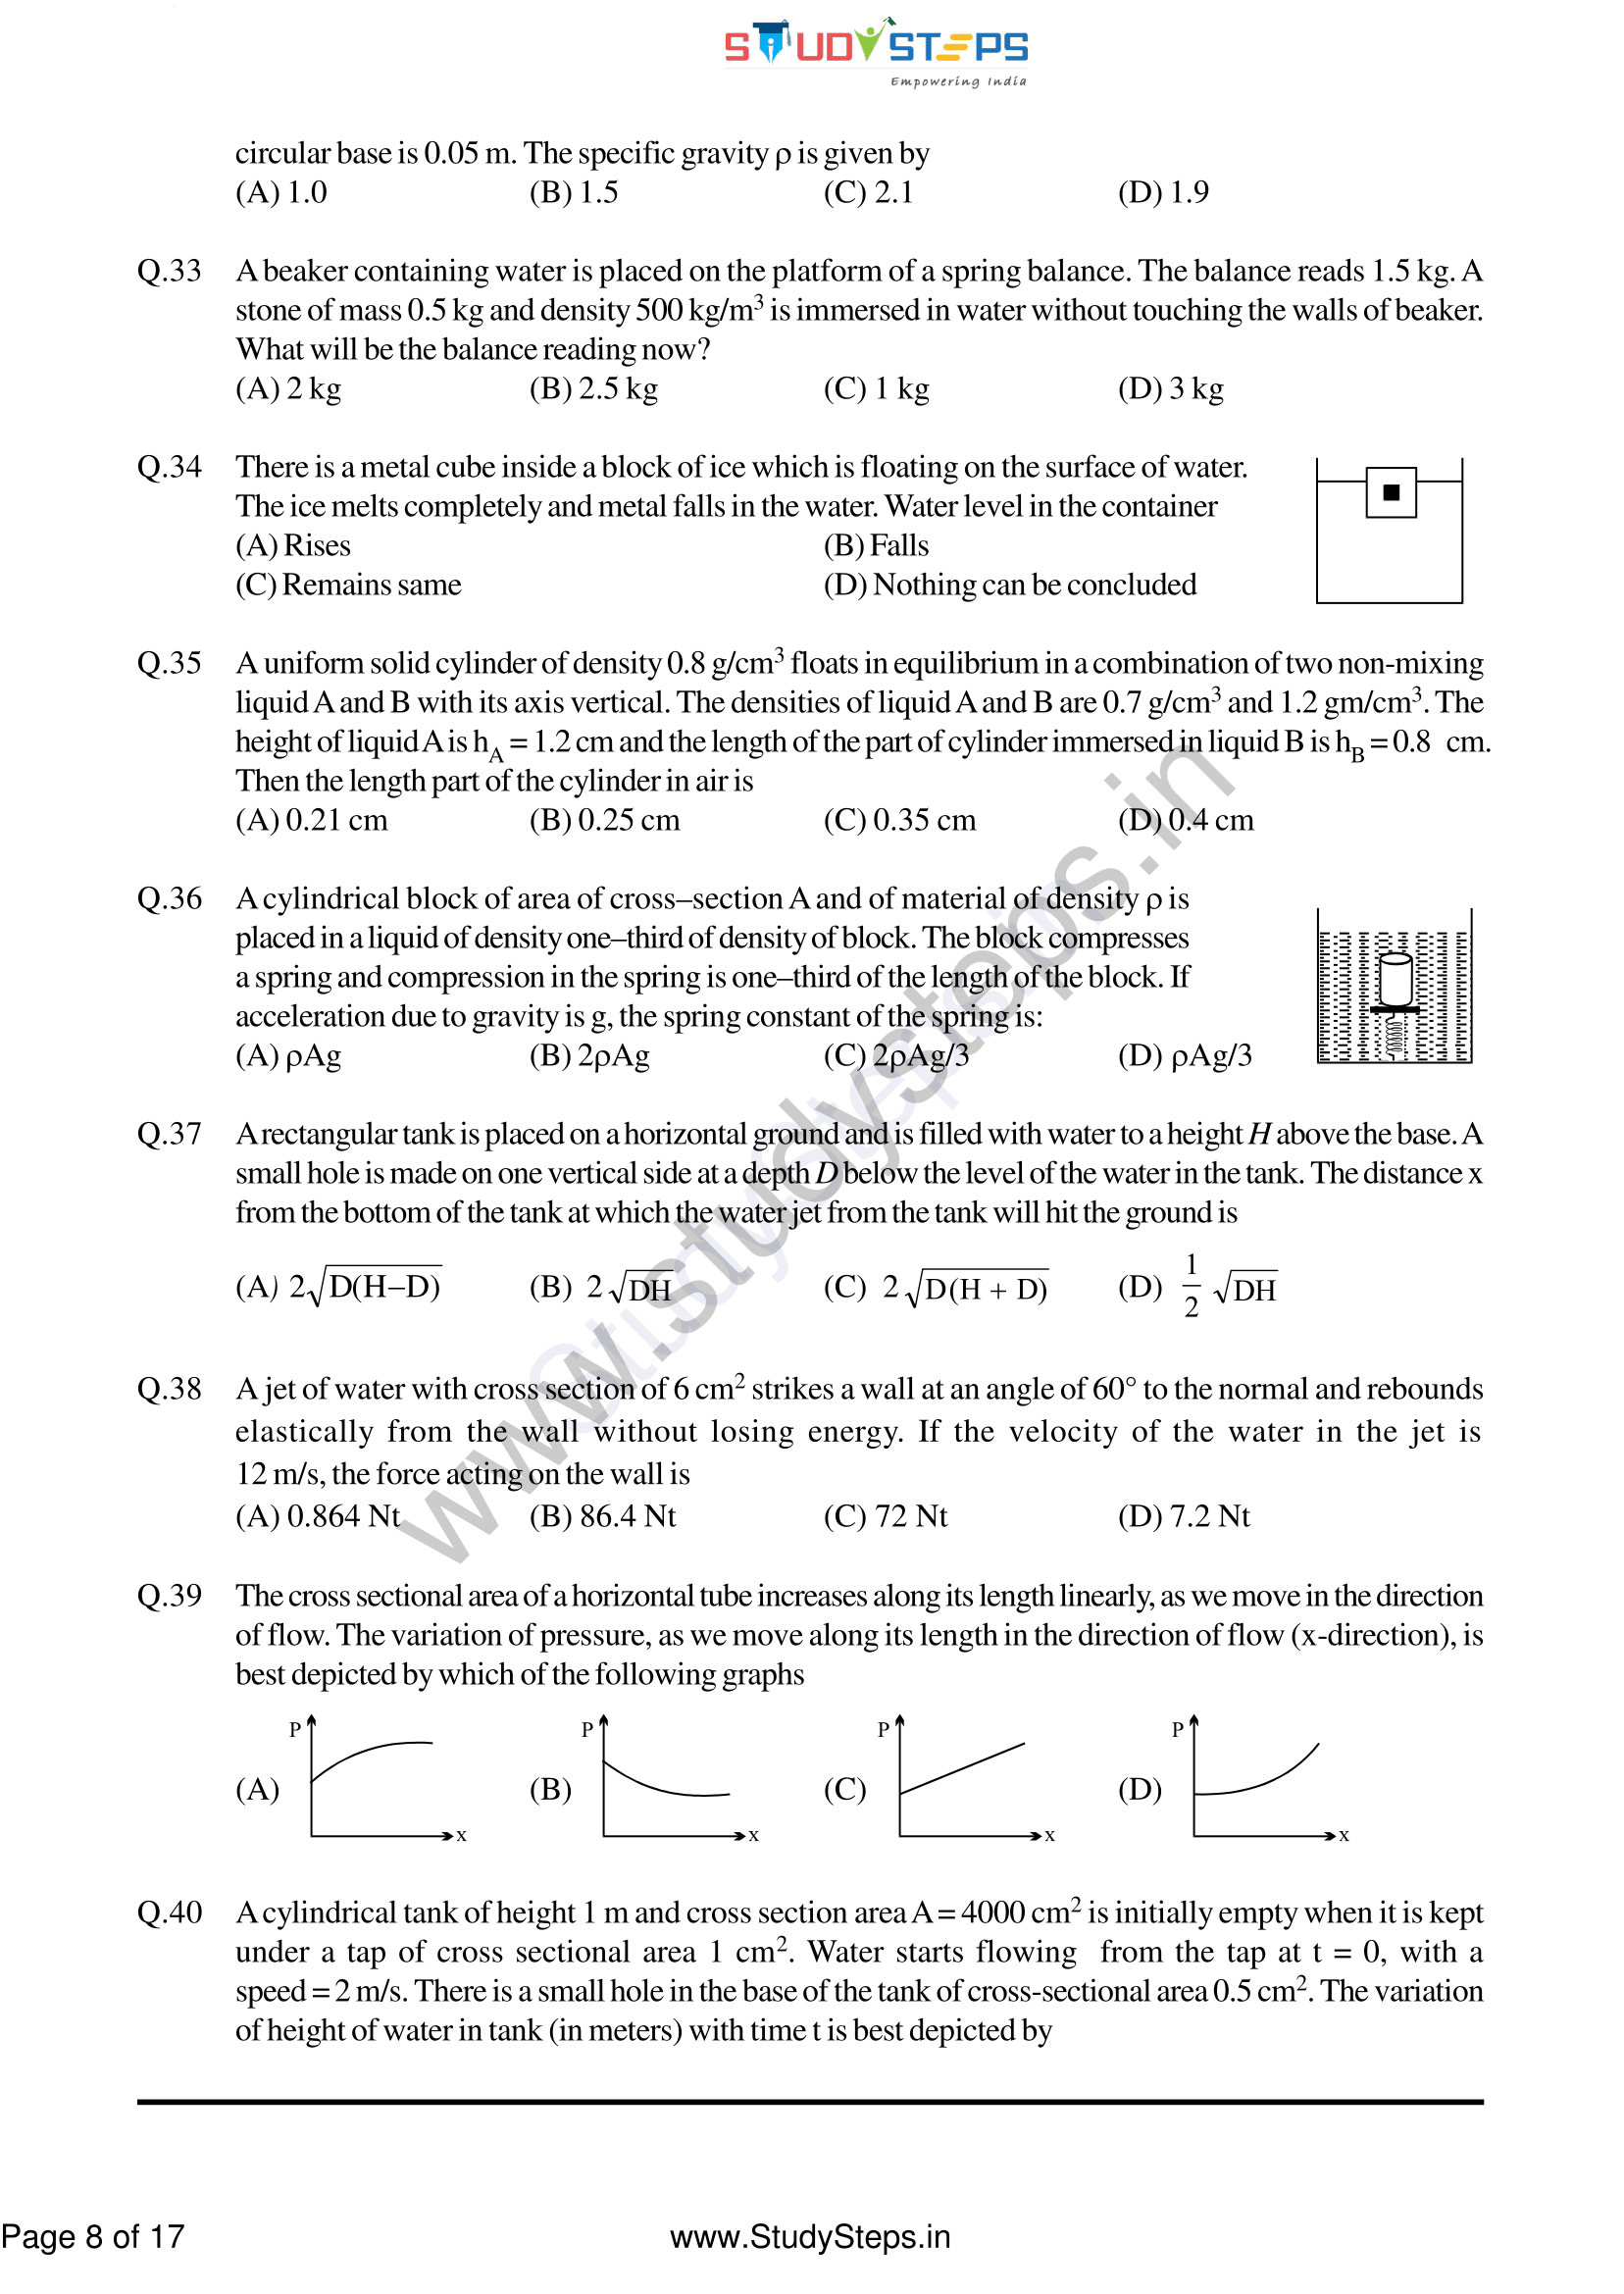 STUDYSTEPS
Empowering India
circular base is 0.05 m. The specific gravity ρ is given by
(A) 1.0 (B) 1.5 (C) 2.1 (D) 1.9
Q.33 A beaker containing water is placed on the platform of a spring balance. The balance reads 1.5 kg. A
stone of mass 0.5 kg and density 500 kg/m³ is immersed in water without touching the walls of beaker.
What will be the balance reading now?
(A) 2 kg (B) 2.5 kg (C) 1 kg (D) 3 kg
Q.34 There is a metal cube inside a block of ice which is floating on the surface of water.
The ice melts completely and metal falls in the water. Water level in the container
(A) Rises (B) Falls
(C) Remains same (D) Nothing can be concluded
Q.35 A uniform solid cylinder of density 0.8 g/cm³ floats in equilibrium in a combination of two non-mixing
liquid A and B with its axis vertical. The densities of liquid A and B are 0.7 g/cm³ and 1.2 gm/cm³. The
height of liquid A is h_A = 1.2 cm and the length of the part of cylinder immersed in liquid B is h_B = 0.8 cm.
Then the length part of the cylinder in air is
(A) 0.21 cm (B) 0.25 cm (C) 0.35 cm (D) 0.4 cm
Q.36 A cylindrical block of area of cross–section A and of material of density ρ is
placed in a liquid of density one–third of density of block. The block compresses
a spring and compression in the spring is one–third of the length of the block. If
acceleration due to gravity is g, the spring constant of the spring is:
(A) ρAg (B) 2ρAg (C) 2ρAg/3 (D) ρAg/3
Q.37 A rectangular tank is placed on a horizontal ground and is filled with water to a height H above the base. A
small hole is made on one vertical side at a depth D below the level of the water in the tank. The distance x
from the bottom of the tank at which the water jet from the tank will hit the ground is
(A) 2√D(H–D) (B) 2√DH (C) 2√D(H + D) (D) 1/2 √DH
Q.38 A jet of water with cross section of 6 cm² strikes a wall at an angle of 60° to the normal and rebounds
elastically from the wall without losing energy. If the velocity of the water in the jet is
12 m/s, the force acting on the wall is
(A) 0.864 Nt (B) 86.4 Nt (C) 72 Nt (D) 7.2 Nt
Q.39 The cross sectional area of a horizontal tube increases along its length linearly, as we move in the direction
of flow. The variation of pressure, as we move along its length in the direction of flow (x-direction), is
best depicted by which of the following graphs
(A) P x (B) P x (C) P x (D) P x
Q.40 A cylindrical tank of height 1 m and cross section area A = 4000 cm² is initially empty when it is kept
under a tap of cross sectional area 1 cm². Water starts flowing from the tap at t = 0, with a
speed = 2 m/s. There is a small hole in the base of the tank of cross-sectional area 0.5 cm². The variation
of height of water in tank (in meters) with time t is best depicted by
www.studysteps.in
Page 8 of 17 www.StudySteps.in